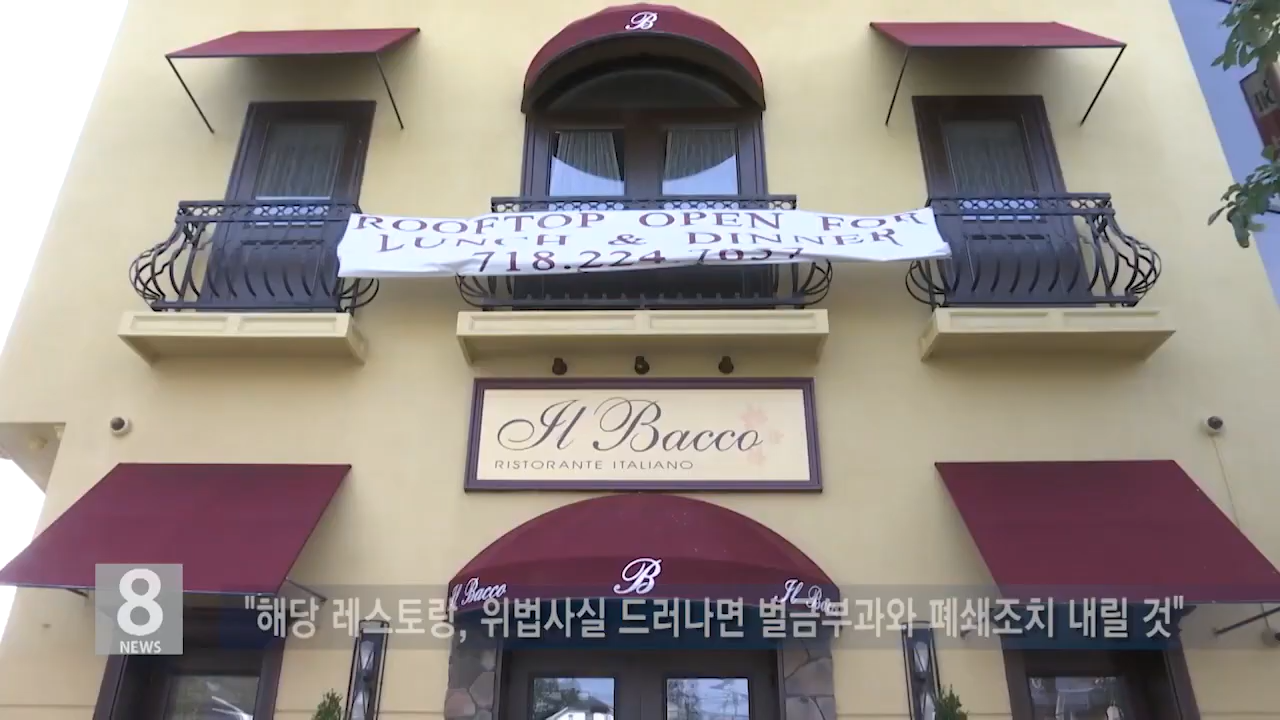 B
ROOFTOP OPEN FOR
LUNCH & DINNER
718.224.7657
Il Bacco
RISTORANTE ITALIANO
Il Bacco
B
8
NEWS
"해당 레스토랑, 위법사실 드러나면 벌금부과와 폐쇄조치 내릴 것"